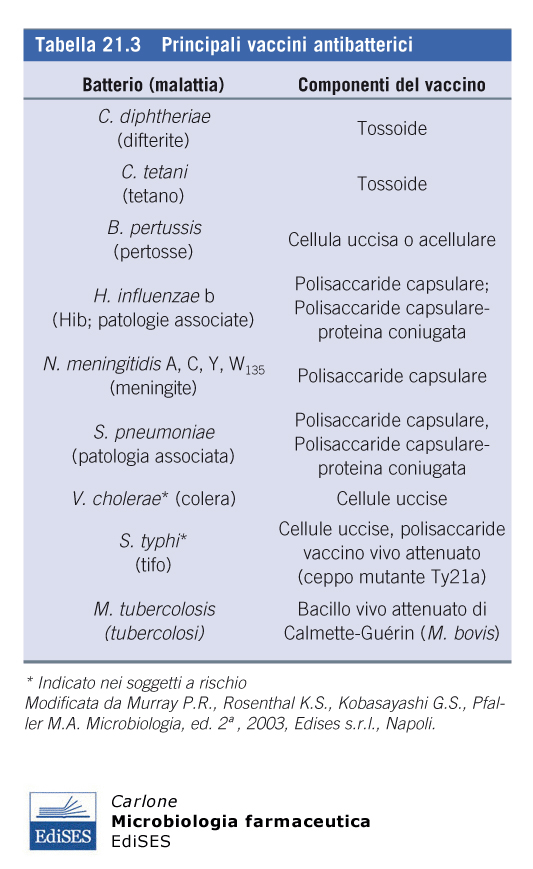 Tabella 21.3 Principali vaccini antibatterici
Batterio (malattia) Componenti del vaccino
C. diphtheriae
(difterite)
Tossoide
C. tetani
(tetano)
Tossoide
B. pertussis
(pertosse)
Cellula uccisa o acellulare
H. influenzae b
(Hib; patologie associate)
Polisaccaride capsulare;
Polisaccaride capsulare-
proteina coniugata
N. meningitidis A, C, Y, W135
(meningite)
Polisaccaride capsulare
S. pneumoniae
(patologia associata)
Polisaccaride capsulare,
Polisaccaride capsulare-
proteina coniugata
V. cholerae* (colera)
Cellule uccise
S. typhi*
(tifo)
Cellule uccise, polisaccaride
vaccino vivo attenuato
(ceppo mutante Ty21a)
M. tubercolosis
(tubercolosi)
Bacillo vivo attenuato di
Calmette-Guérin (M. bovis)
* Indicato nei soggetti a rischio
Modificata da Murray P.R., Rosenthal K.S., Kobasayashi G.S., Pfal-
ler M.A. Microbiologia, ed. 2ª , 2003, Edises s.r.l., Napoli.
EdiSES
Carlone
Microbiologia farmaceutica
EdiSES